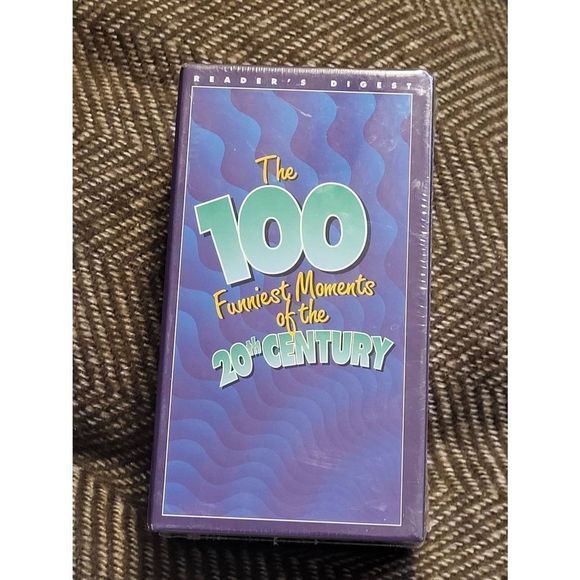 READER'S DIGEST
The
100
Funniest Moments
of the
20th CENTURY